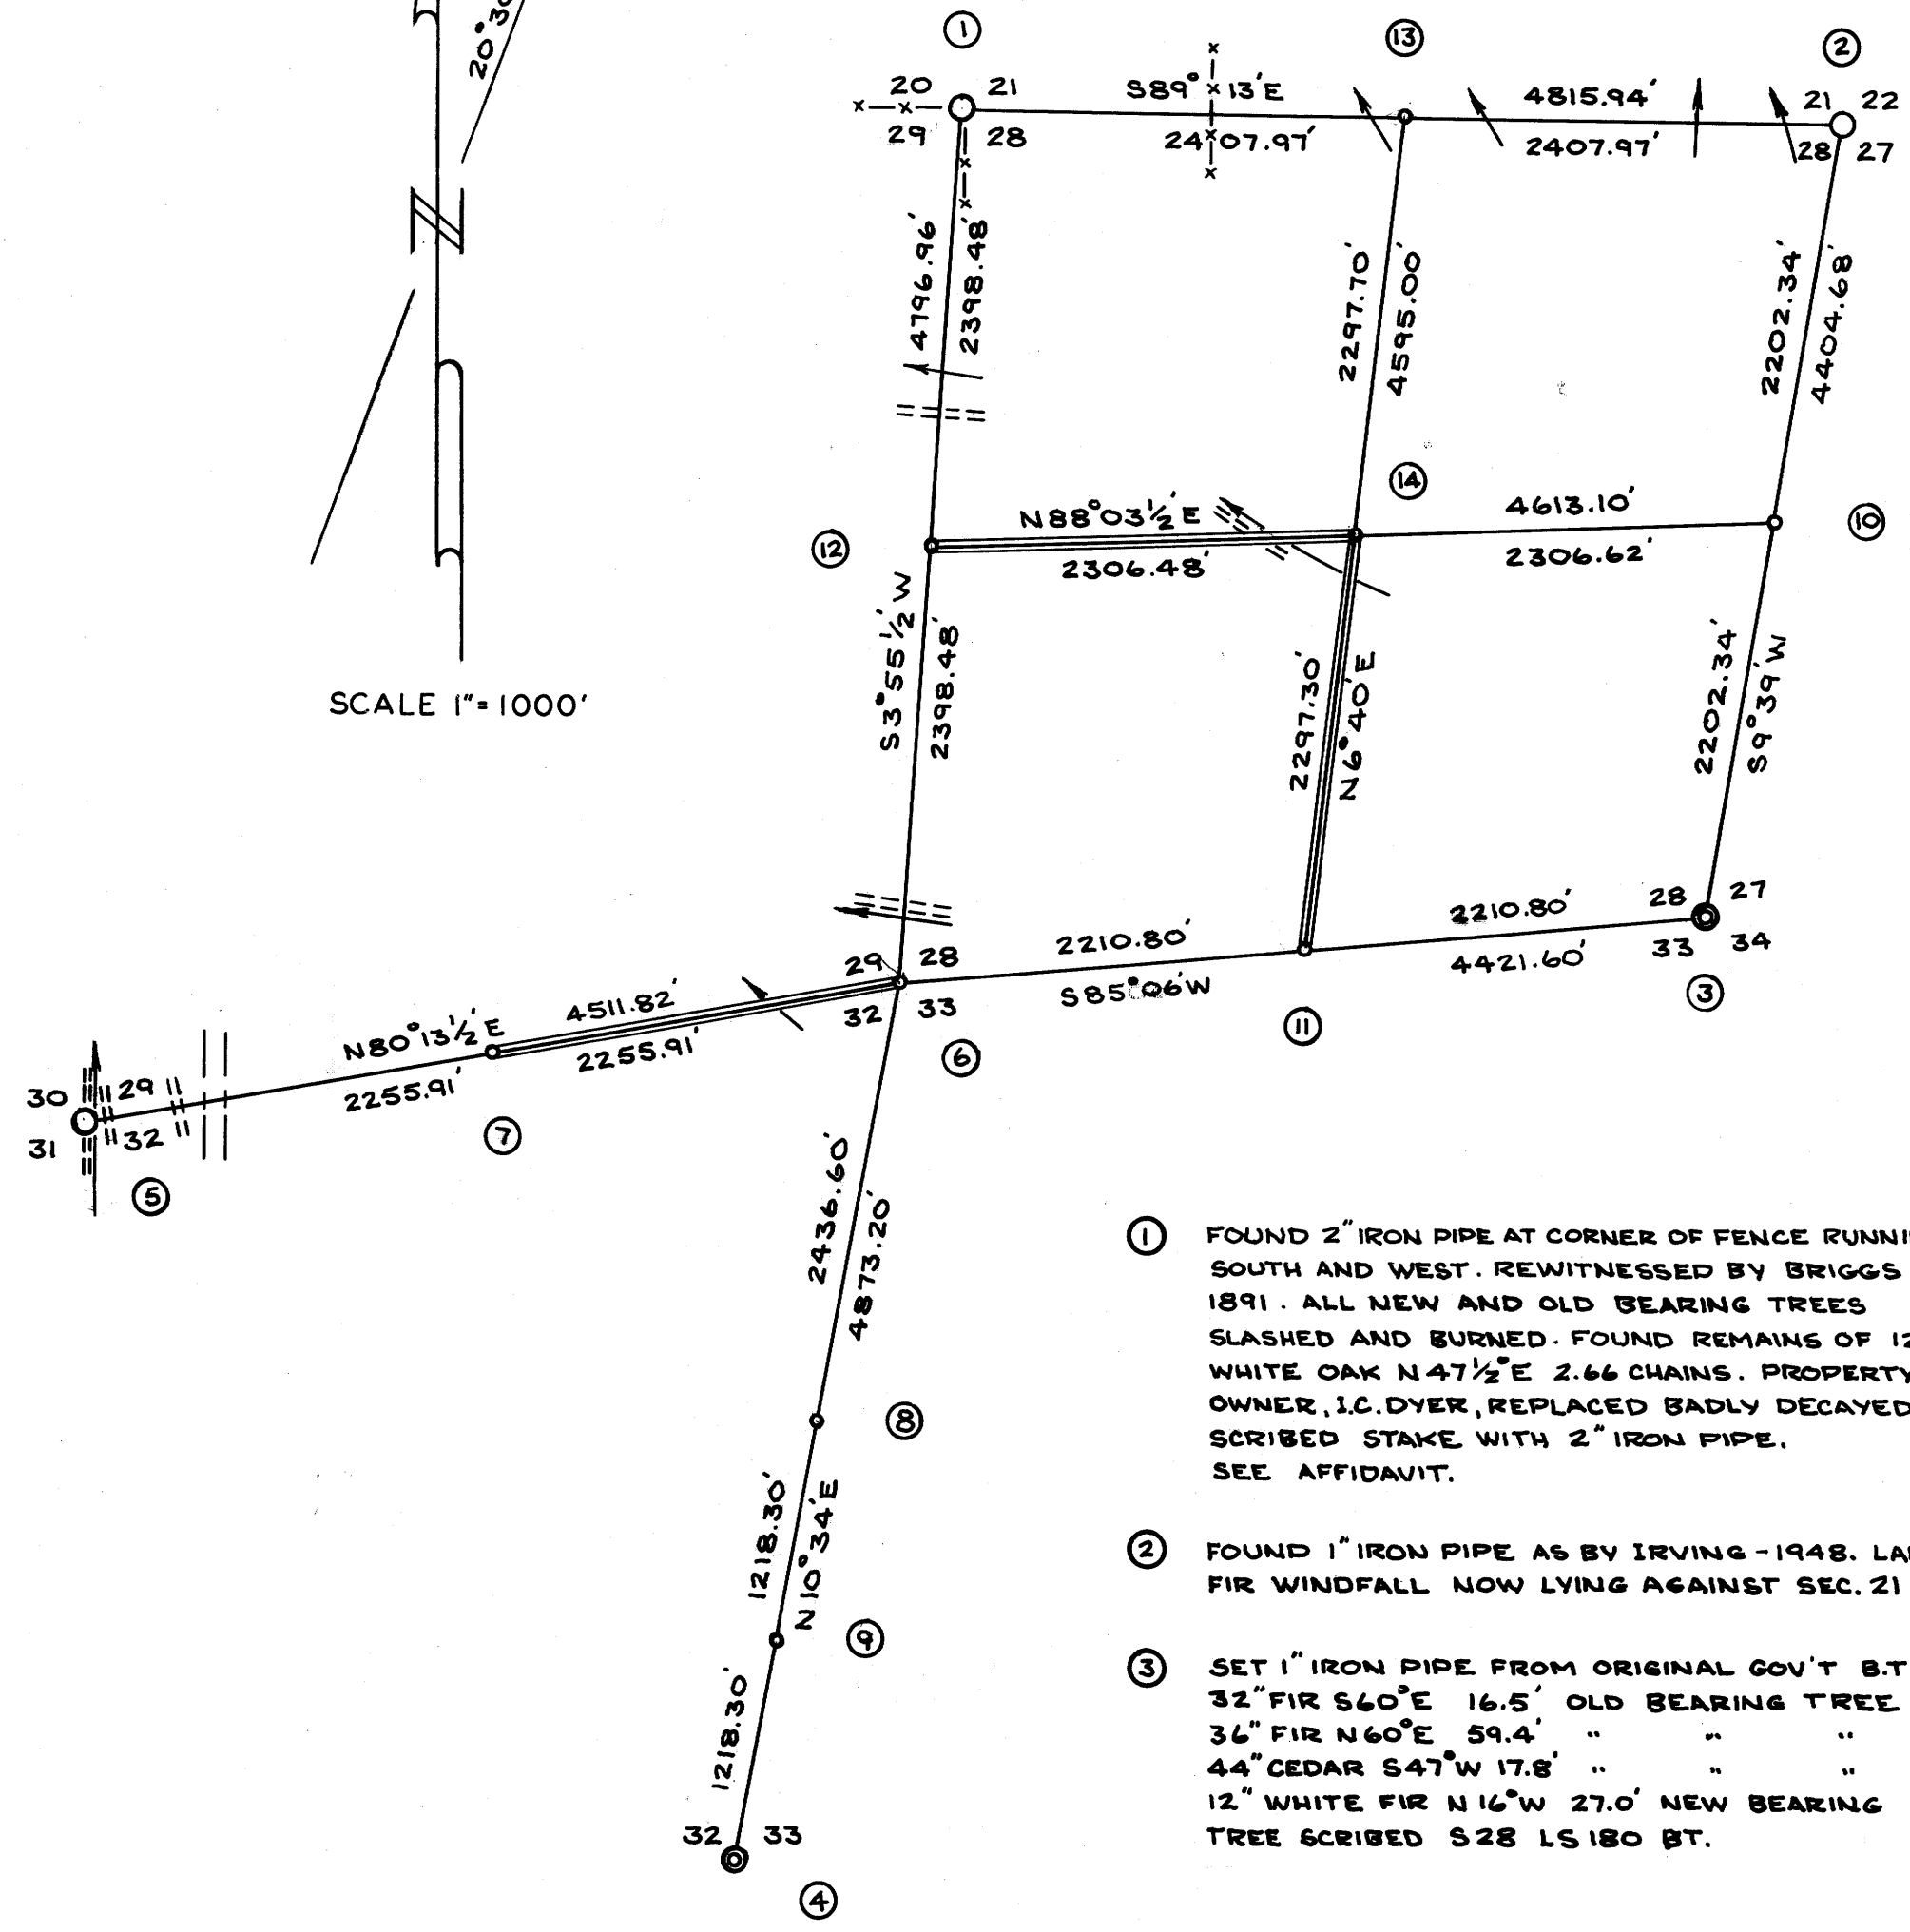 20°30
SCALE 1"=1000'
1
13
2
20 21
29 28
S89°13'E
2407.97'
4815.94'
2407.97'
21 22
28 27
4796.96'
2398.48'
2297.70'
4595.00'
2202.34'
4404.68'
14
12
N88°03½'E
2306.48'
4613.10'
2306.62'
10
S3°55½'W
2398.48'
2297.30'
N6°40'E
2202.34'
S9°39'W
29 28
32 33
6
2210.80'
S85°06'W
11
2210.80'
4421.60'
28 27
33 34
3
30 29
31 32
5
N80°13½'E
2255.91'
7
4511.82'
2255.91'
2436.60'
4873.20'
8
1218.30'
N10°34'E
9
1218.30'
32 33
4
1 FOUND 2" IRON PIPE AT CORNER OF FENCE
SOUTH AND WEST. REWITNESSED BY BRIGGS
1891. ALL NEW AND OLD BEARING TREES
SLASHED AND BURNED. FOUND REMAINS OF 12
WHITE OAK N47½°E 2.66 CHAINS. PROPERTY
OWNER, I.C. DYER, REPLACED BADLY DECAYED
SCRIBED STAKE WITH 2" IRON PIPE.
SEE AFFIDAVIT.
2 FOUND 1" IRON PIPE AS BY IRVING-1948.
FIR WINDFALL NOW LYING AGAINST SEC. 21
3 SET 1" IRON PIPE FROM ORIGINAL GOV'T B.T
32" FIR S60°E 16.5' OLD BEARING TREE
36" FIR N60°E 59.4' " " "
44" CEDAR S47°W 17.8' " " "
12" WHITE FIR N16°W 27.0' NEW BEARING
TREE SCRIBED S28 LS180 BT.